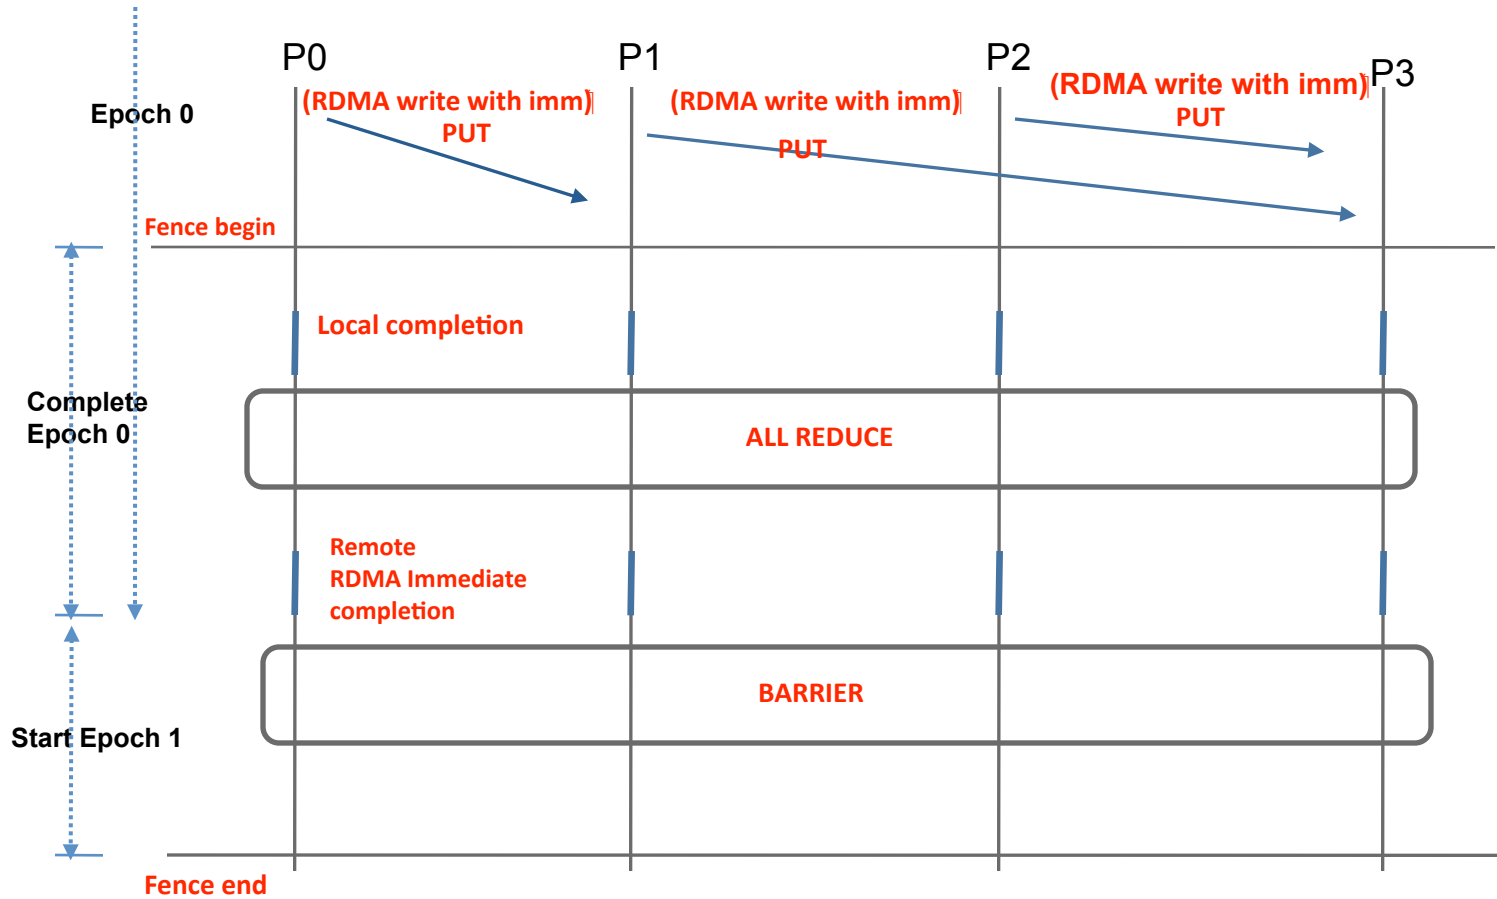 P0
P1
P2
P3
(RDMA write with imm)
PUT
(RDMA write with imm)
PUT
(RDMA write with imm)
PUT
Epoch 0
Fence begin
Local completion
Complete
Epoch 0
ALL REDUCE
Remote
RDMA Immediate
completion
BARRIER
Start Epoch 1
Fence end